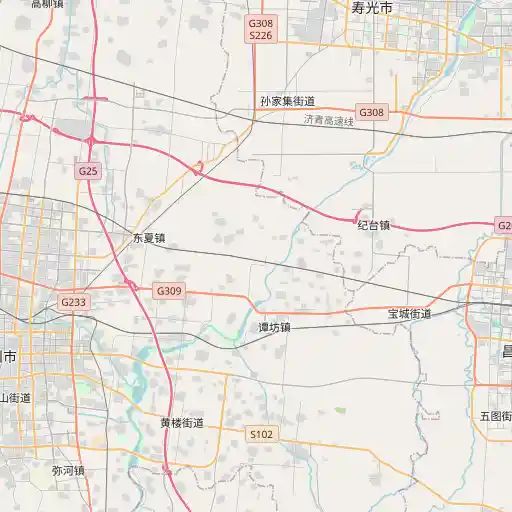 高柳镇
寿光市
G308
S226
孙家集街道
G308
济青高速线
G25
纪台镇
东夏镇
G309
G233
宝城街道
谭坊镇
五图街
黄楼街道
S102
弥河镇
山街道
市
昌